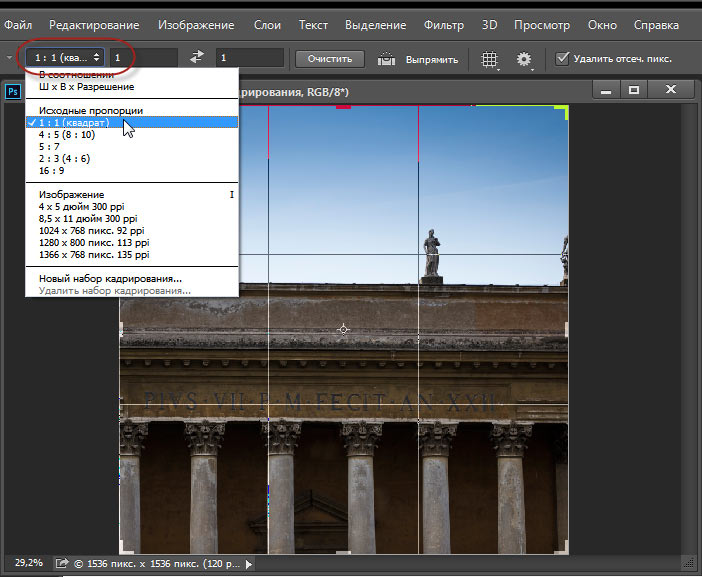 Файл Редактирование Изображение Слои Текст Выделение Фильтр 3D Просмотр Окно Справка
1 : 1 (ква... 1 1 Очистить Выпрямить Удалить отсеч. пикс.
В соотношении
Ш x В x Разрешение
Ps дрирования, RGB/8*)
Исходные пропорции
1 : 1 (квадрат)
4 : 5 (8 : 10)
5 : 7
2 : 3 (4 : 6)
16 : 9
Изображение I
4 x 5 дюйм 300 ppi
8,5 x 11 дюйм 300 ppi
1024 x 768 пикс. 92 ppi
1280 x 800 пикс. 113 ppi
1366 x 768 пикс. 135 ppi
Новый набор кадрирования...
Удалить набор кадрирования...
PIVS · VII · P · M · FECIT · AN · XXII
29,2% © 1536 пикс. x 1536 пикс. (120 p...